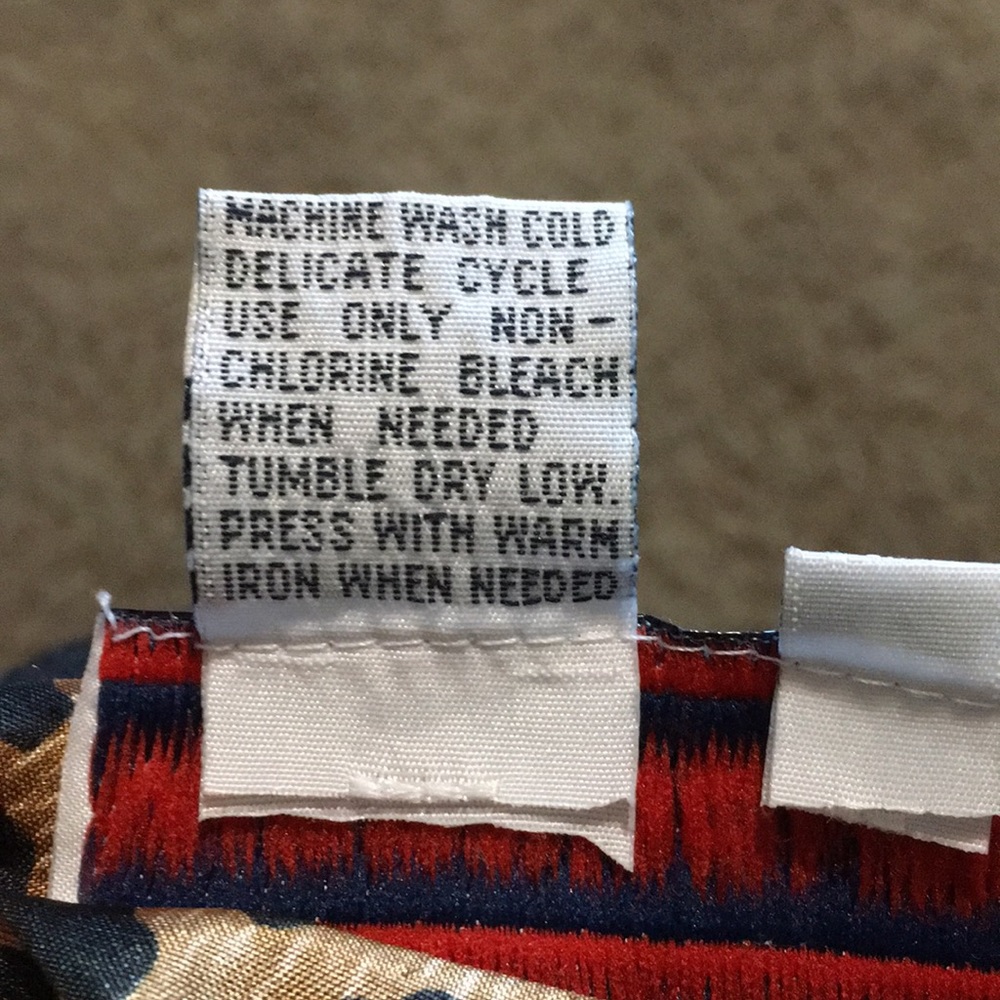 MACHINE WASH COLD
DELICATE CYCLE
USE ONLY NON-
CHLORINE BLEACH
WHEN NEEDED
TUMBLE DRY LOW.
PRESS WITH WARM
IRON WHEN NEEDED